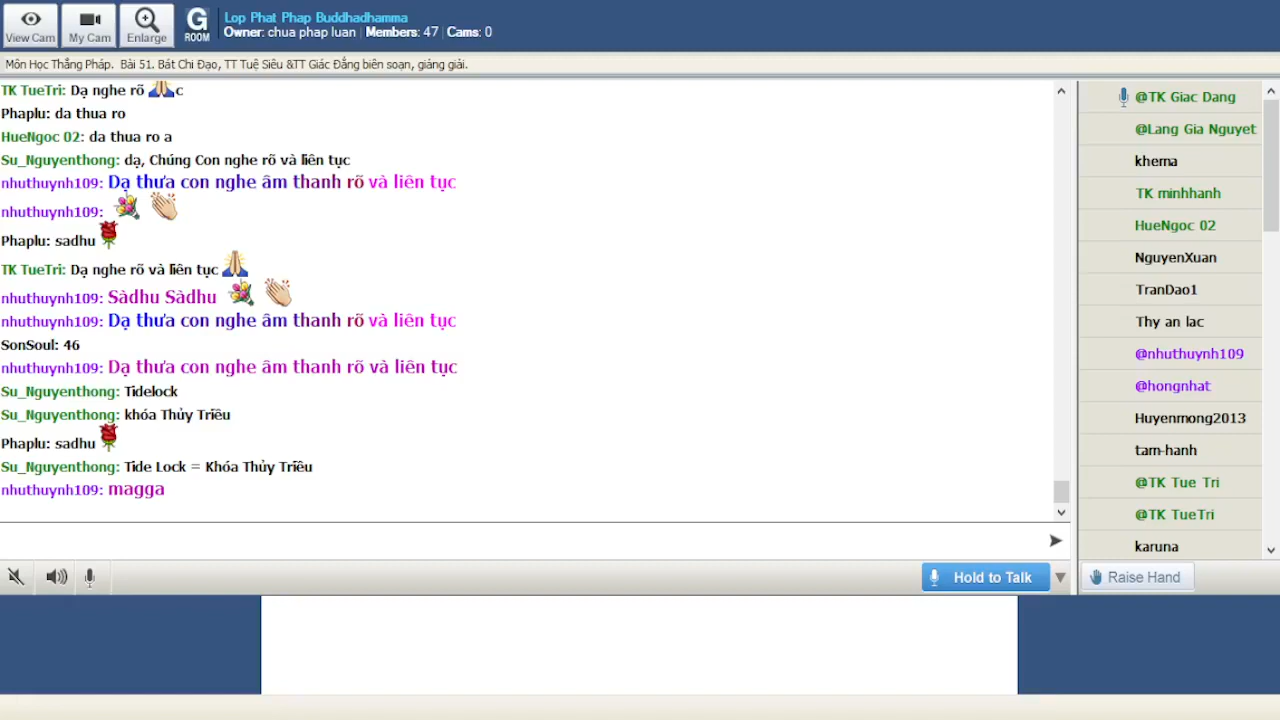 View Cam
My Cam
Enlarge
G
ROOM
Lop Phat Phap Buddhadhamma
Owner: chua phap luan | Members: 47 | Cams: 0
Môn Học Thắng Pháp.  Bài 51. Bát Chi Đạo, TT Tuệ Siêu &TT Giác Đẳng biên soạn, giảng giải.
TK TueTri: Dạ nghe rõ 🙏c
Phaplu: da thua ro
HueNgoc 02: da thua ro a
Su_Nguyenthong: dạ, Chúng Con nghe rõ và liên tục
nhuthuynh109: Dạ thưa con nghe âm thanh rõ và liên tục
nhuthuynh109:
Phaplu: sadhu
TK TueTri: Dạ nghe rõ và liên tục
nhuthuynh109: Sàdhu Sàdhu
nhuthuynh109: Dạ thưa con nghe âm thanh rõ và liên tục
SonSoul: 46
nhuthuynh109: Dạ thưa con nghe âm thanh rõ và liên tục
Su_Nguyenthong: Tidelock
Su_Nguyenthong: khóa Thủy Triều
Phaplu: sadhu
Su_Nguyenthong: Tide Lock = Khóa Thủy Triều
nhuthuynh109: magga
@TK Giac Dang
@Lang Gia Nguyet
khema
TK minhhanh
HueNgoc 02
NguyenXuan
TranDao1
Thy an lac
@nhuthuynh109
@hongnhat
Huyenmong2013
tam-hanh
@TK Tue Tri
@TK TueTri
karuna
Hold to Talk
Raise Hand